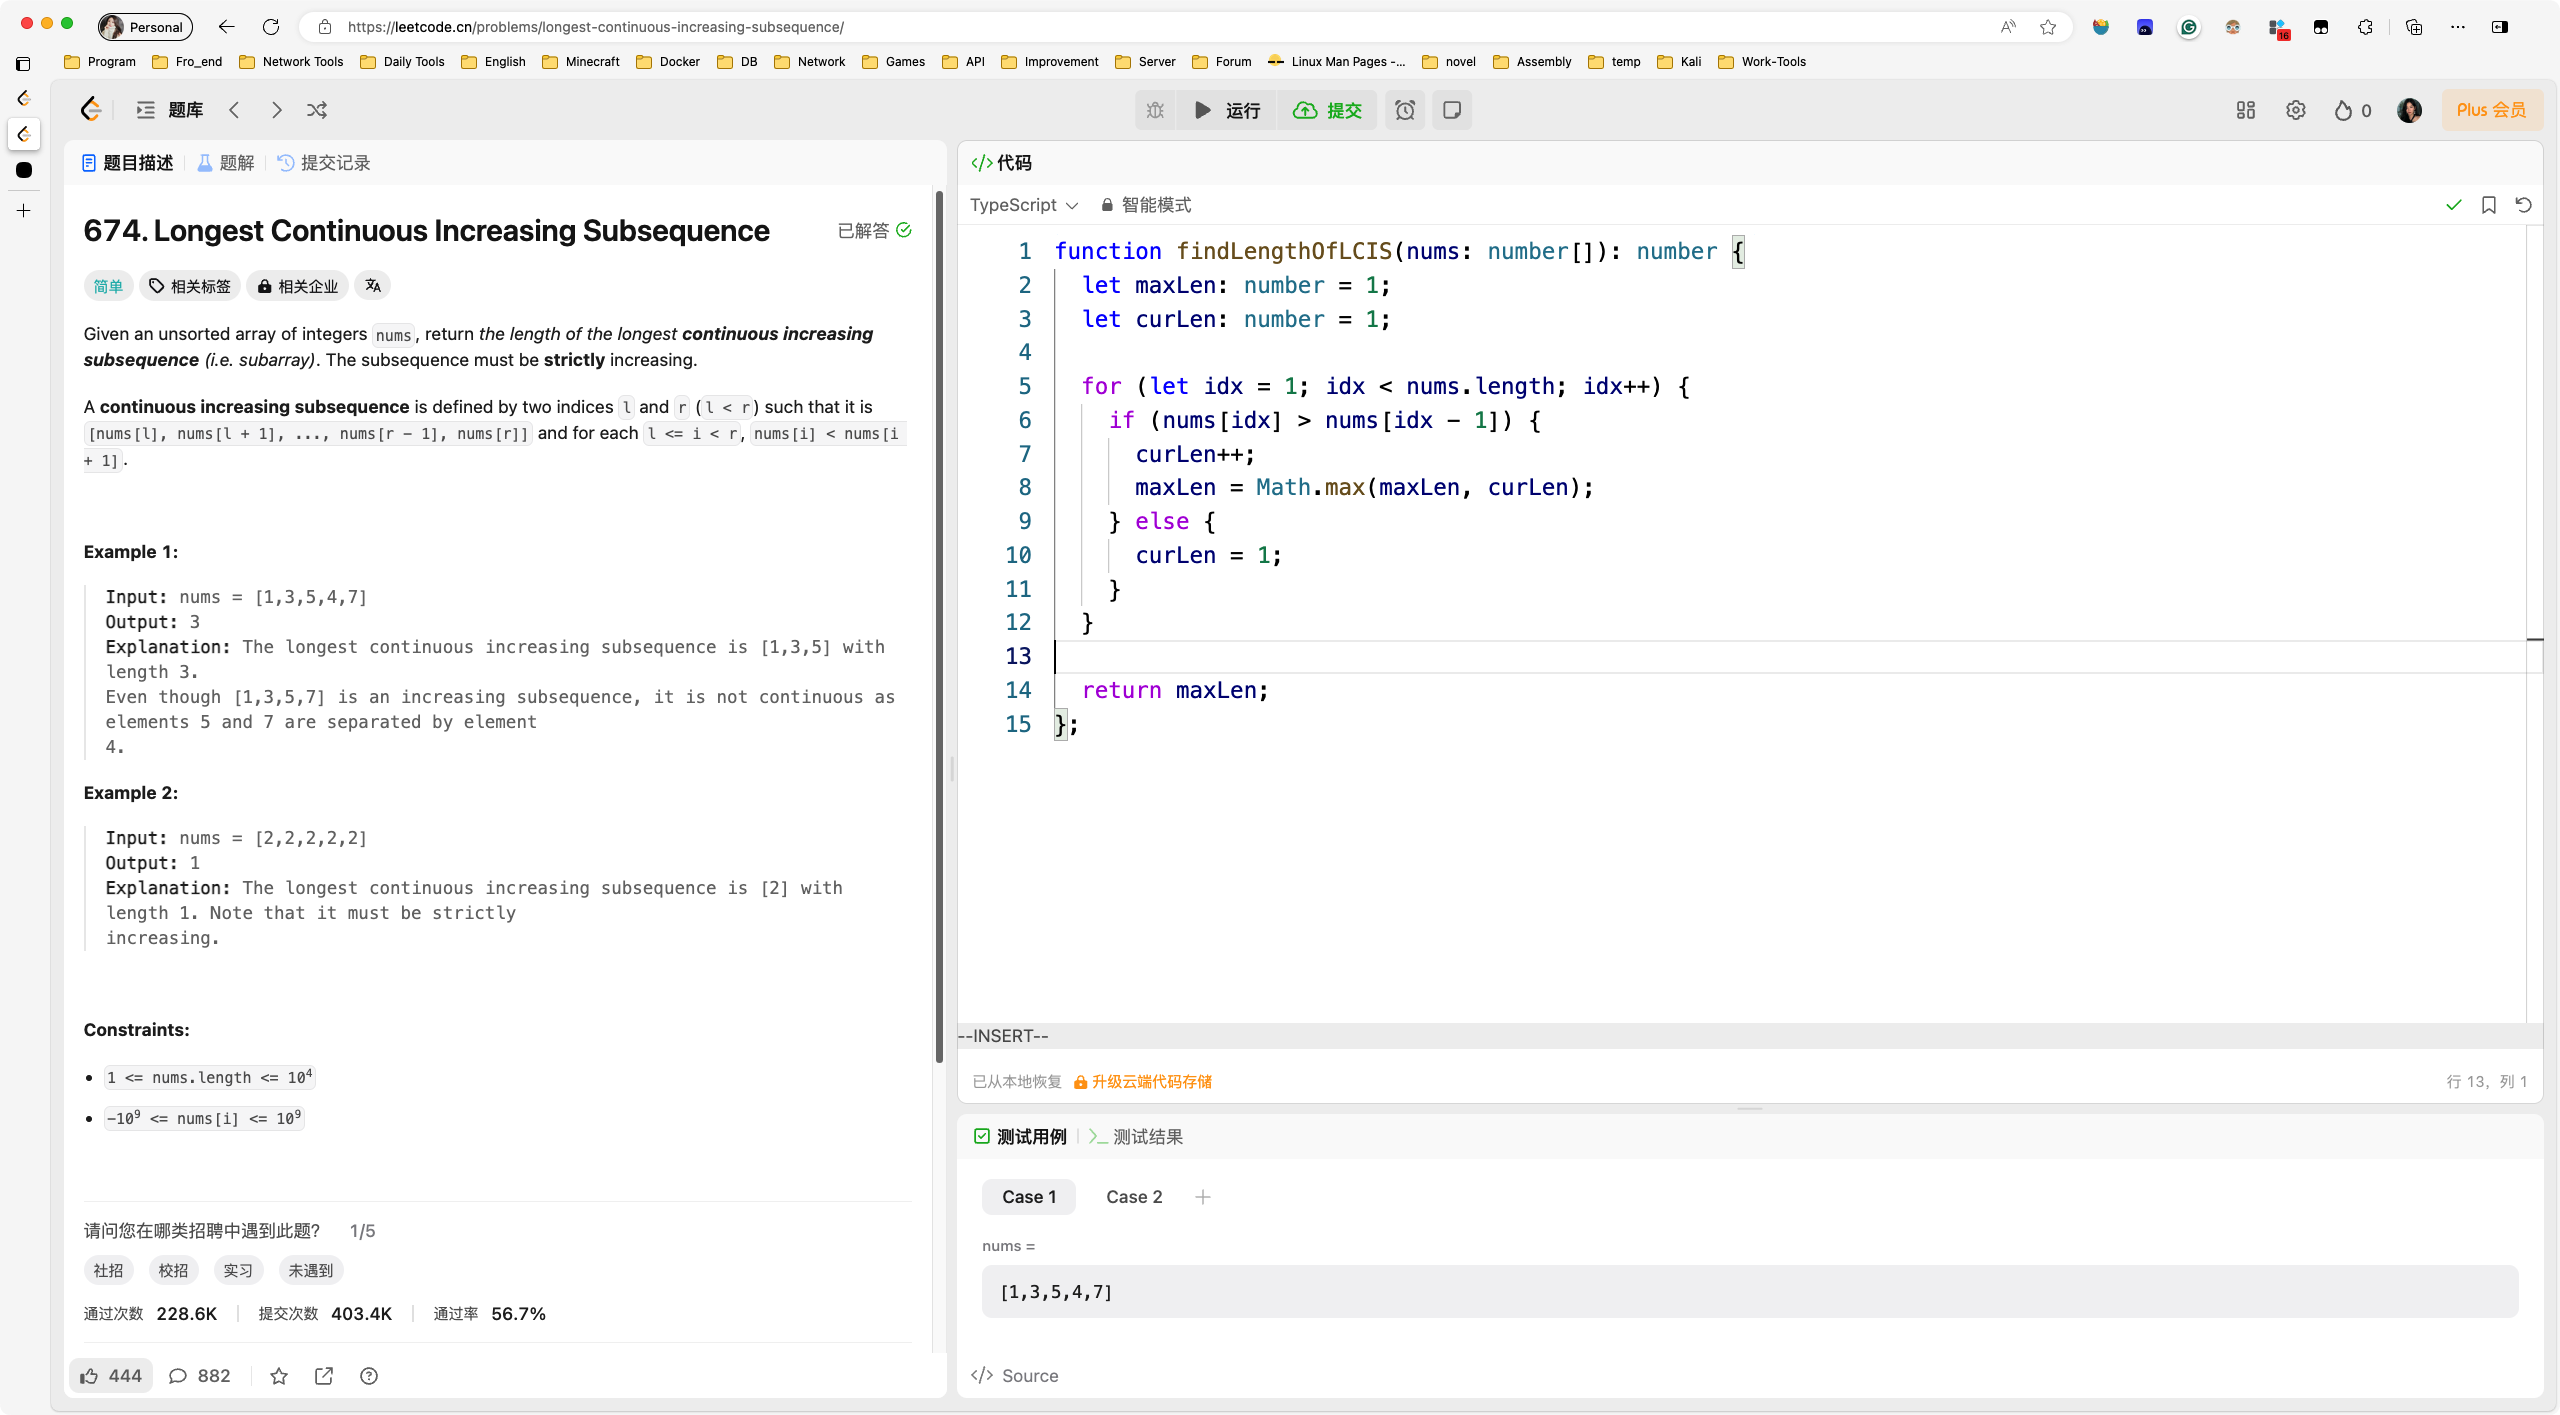 Personal
https://leetcode.cn/problems/longest-continuous-increasing-subsequence/
16
Program
Fro_end
Network Tools
Daily Tools
English
Minecraft
Docker
DB
Network
Games
API
Improvement
Server
Forum
Linux Man Pages -...
novel
Assembly
temp
Kali
Work-Tools
题库
运行
提交
0
Plus 会员
题目描述
题解
提交记录
674. Longest Continuous Increasing Subsequence
已解答
简单
相关标签
相关企业
Given an unsorted array of integers nums, return the length of the longest continuous increasing
subsequence (i.e. subarray). The subsequence must be strictly increasing.
A continuous increasing subsequence is defined by two indices l and r (l < r) such that it is
[nums[l], nums[l + 1], ..., nums[r - 1], nums[r]] and for each l <= i < r, nums[i] < nums[i
+ 1].
Example 1:
Input: nums = [1,3,5,4,7]
Output: 3
Explanation: The longest continuous increasing subsequence is [1,3,5] with
length 3.
Even though [1,3,5,7] is an increasing subsequence, it is not continuous as
elements 5 and 7 are separated by element
4.
Example 2:
Input: nums = [2,2,2,2,2]
Output: 1
Explanation: The longest continuous increasing subsequence is [2] with
length 1. Note that it must be strictly
increasing.
Constraints:
• 1 <= nums.length <= 10⁴
• -10⁹ <= nums[i] <= 10⁹
请问您在哪类招聘中遇到此题? 1/5
社招
校招
实习
未遇到
通过次数 228.6K
提交次数 403.4K
通过率 56.7%
444
882
</> 代码
TypeScript
智能模式
1 function findLengthOfLCIS(nums: number[]): number {
2   let maxLen: number = 1;
3   let curLen: number = 1;
4
5   for (let idx = 1; idx < nums.length; idx++) {
6     if (nums[idx] > nums[idx - 1]) {
7       curLen++;
8       maxLen = Math.max(maxLen, curLen);
9     } else {
10       curLen = 1;
11     }
12   }
13
14   return maxLen;
15 };
--INSERT--
已从本地恢复
升级云端代码存储
行 13, 列 1
测试用例
测试结果
Case 1
Case 2
nums =
[1,3,5,4,7]
</> Source